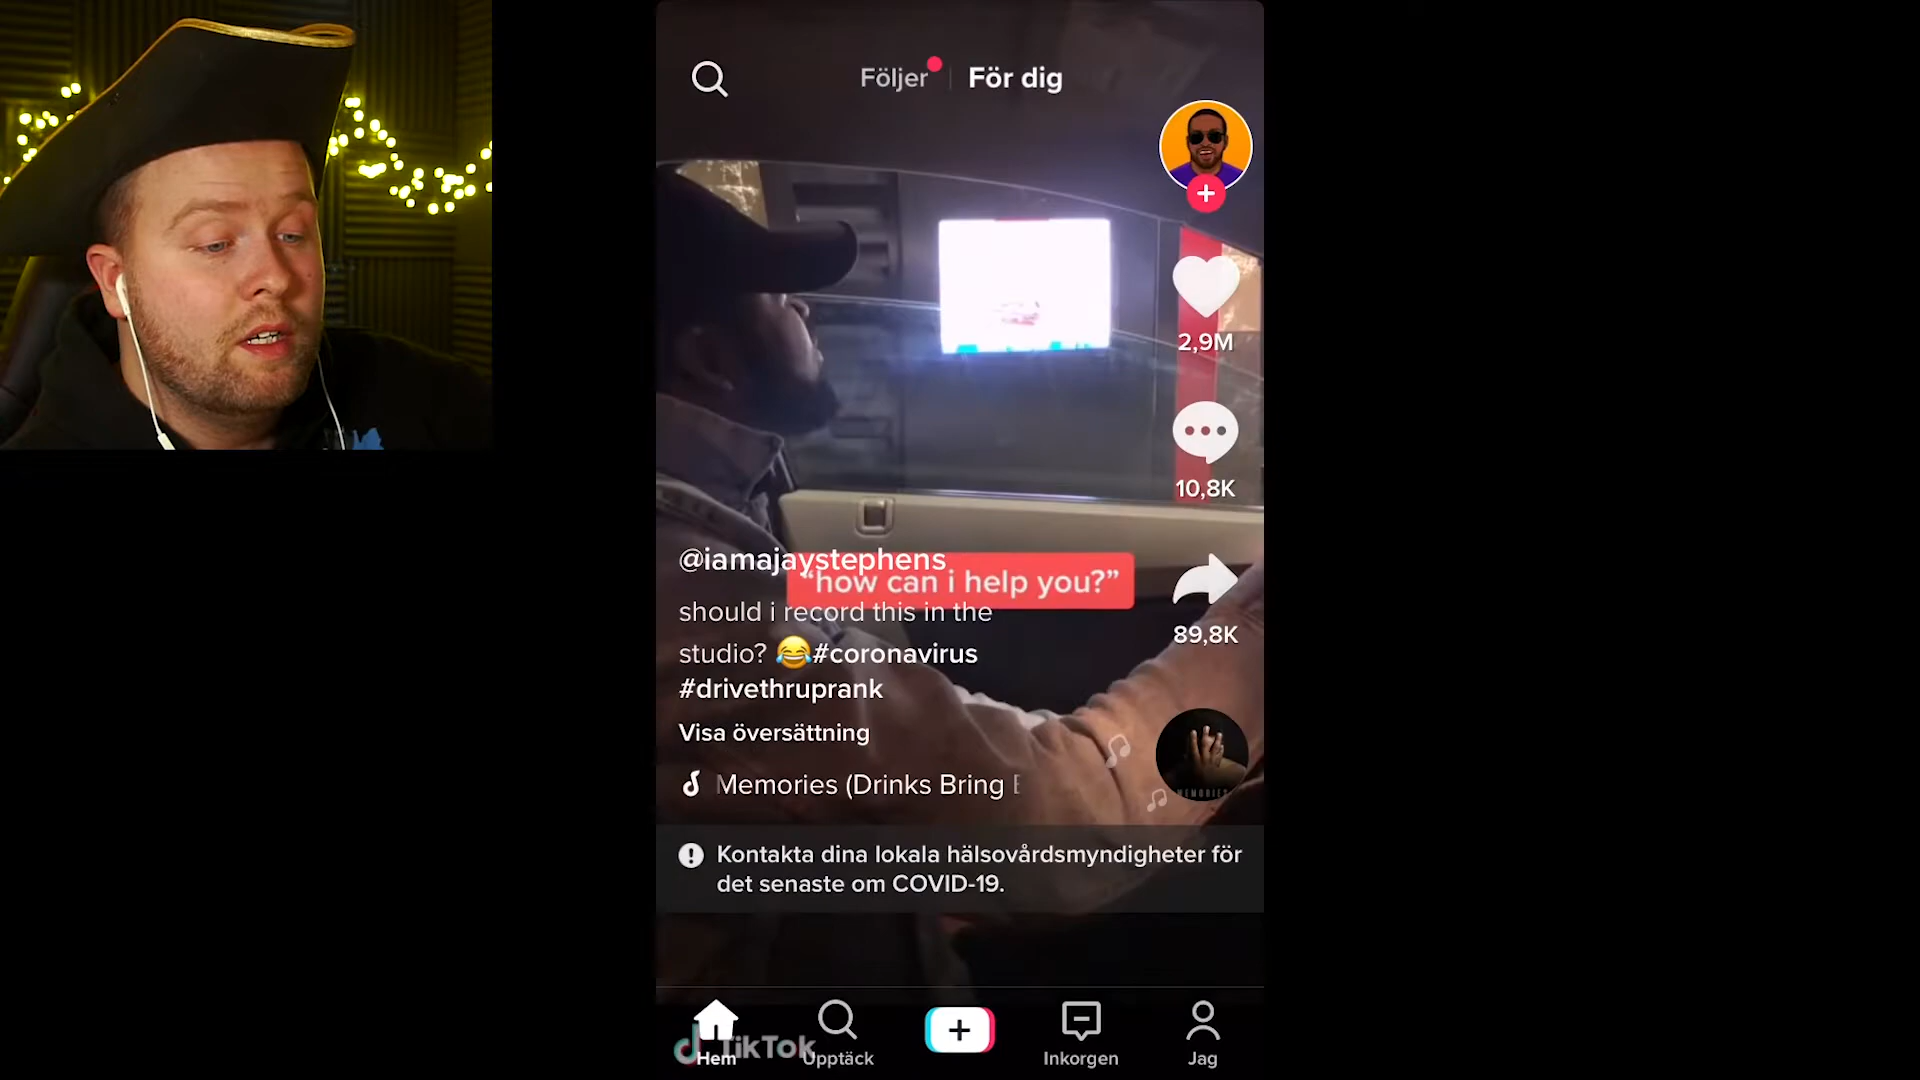 Följer
För dig
2,9M
10,8K
@iamajaystephens
"how can i help you?"
should i record this in the
studio? 😂#coronavirus
#drivethruprank
89,8K
Visa översättning
Memories (Drinks Bring
MEMORIES
Kontakta dina lokala hälsovårdsmyndigheter för
det senaste om COVID-19.
TikTok
Hem
Upptäck
Inkorgen
Jag